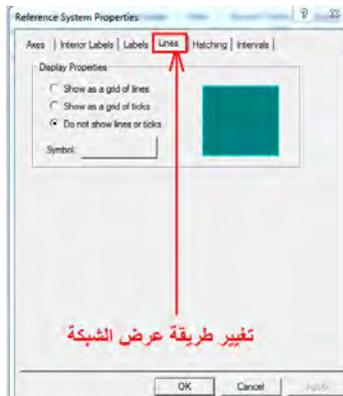 Reference System Properties
Axes | Interior Labels | Labels | Lines | Hatching | Intervals
Display Properties
Show as a grid of lines
Show as a grid of ticks
Do not show lines or ticks
Symbol:
تغيير طريقة عرض الشبكة
OK Cancel Apply